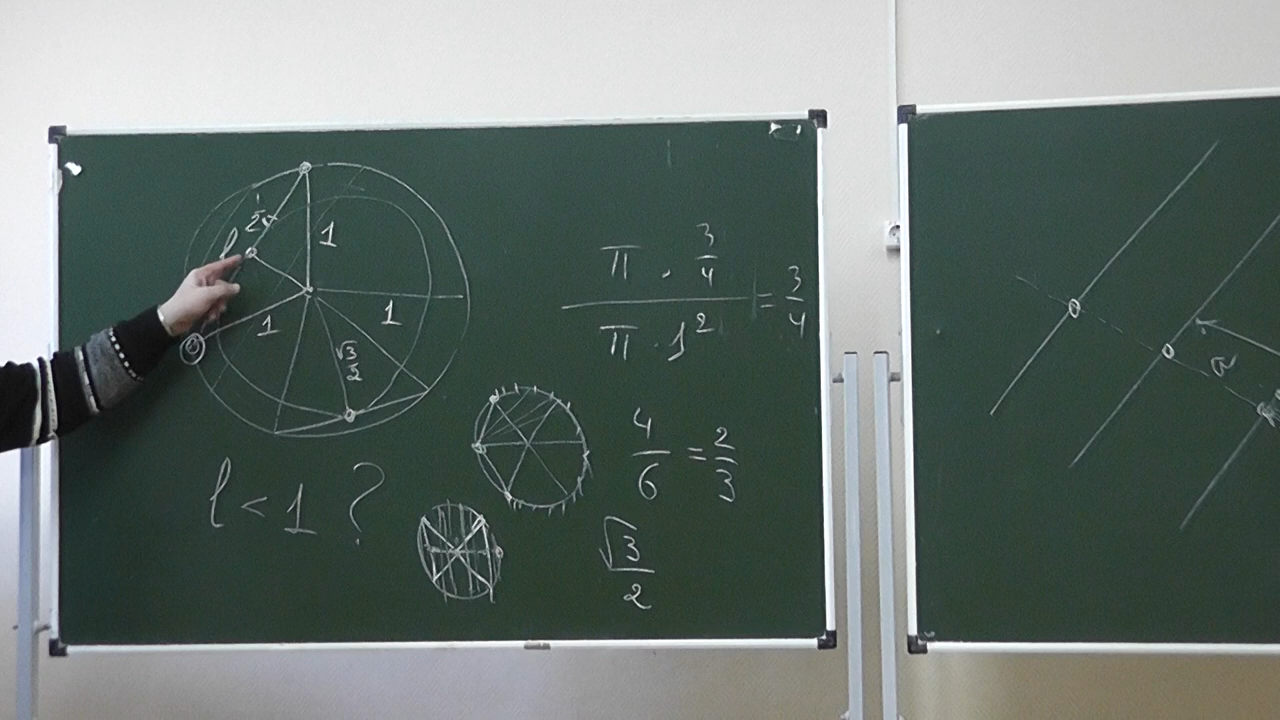 1/2
l
1
1
1
√3/2
(π · 3/4)/(π · 1²) = 3/4
4/6 = 2/3
l < 1 ?
√3/2
a